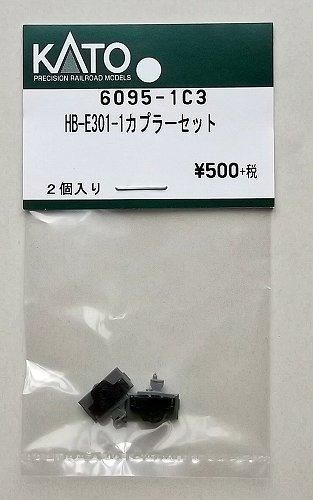 KATO
PRECISION RAILROAD MODELS
6095-1C3
HB-E301-1カプラーセット
¥500+税
2個入り